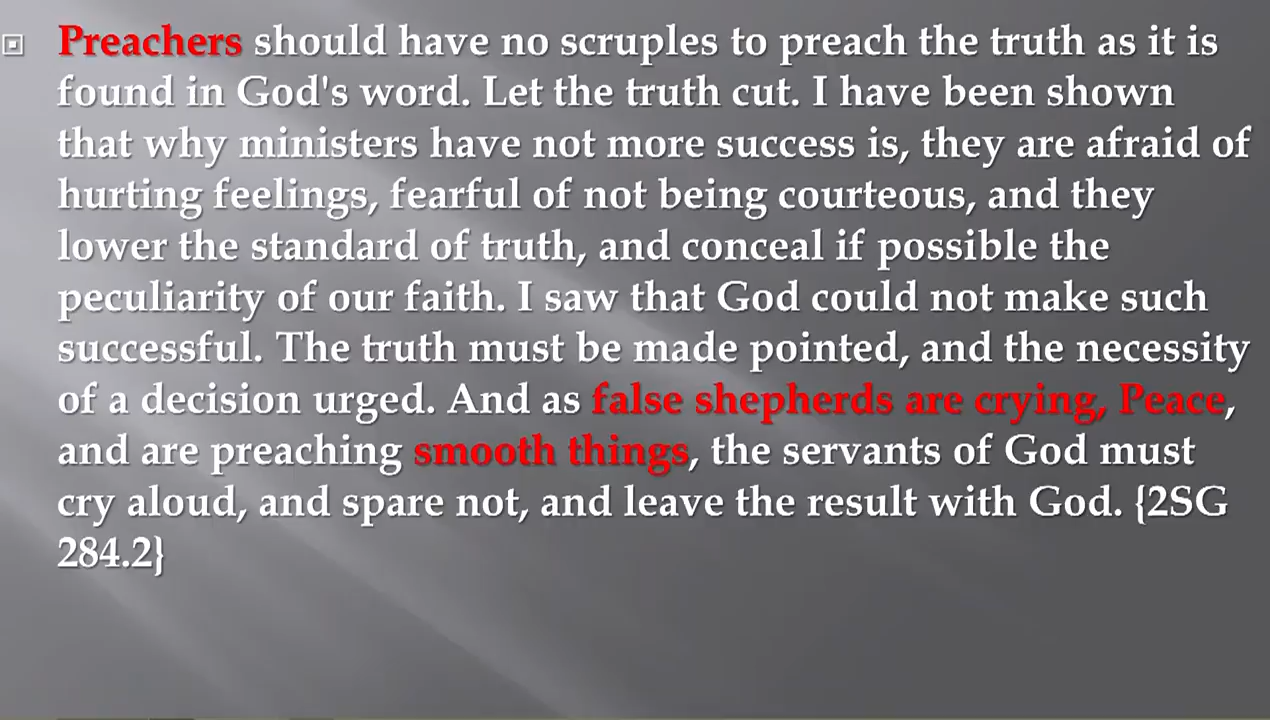 Preachers should have no scruples to preach the truth as it is
found in God's word. Let the truth cut. I have been shown
that why ministers have not more success is, they are afraid of
hurting feelings, fearful of not being courteous, and they
lower the standard of truth, and conceal if possible the
peculiarity of our faith. I saw that God could not make such
successful. The truth must be made pointed, and the necessity
of a decision urged. And as false shepherds are crying, Peace,
and are preaching smooth things, the servants of God must
cry aloud, and spare not, and leave the result with God. {2SG
284.2}